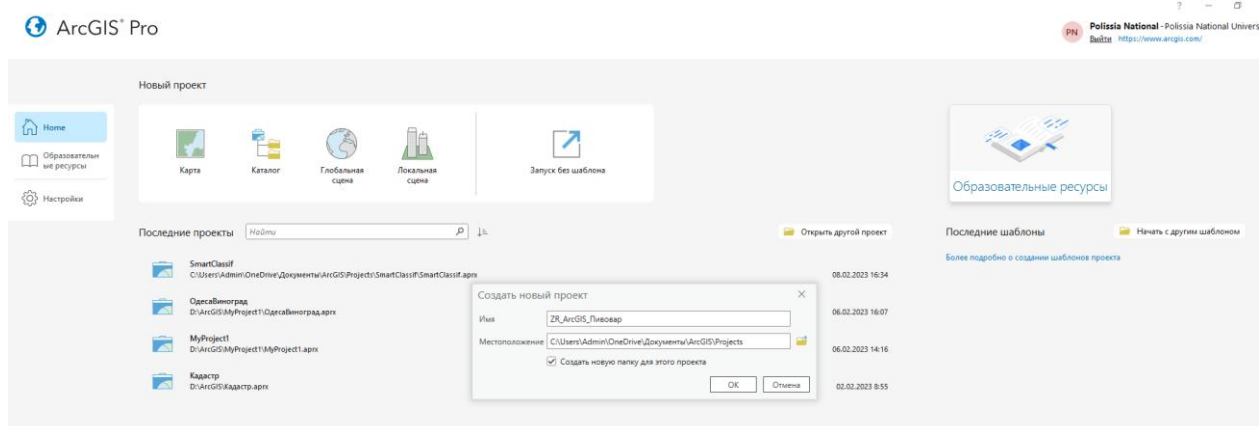 ArcGIS® Pro
?
PN
Polissia National - Polissia National Univers
Выйти https://www.arcgis.com/
Home
Образовательн
ые ресурсы
Настройки
Новый проект
Карта
Каталог
Глобальная
сцена
Локальная
сцена
Запуск без шаблона
Образовательные ресурсы
Последние проекты
Найти
Открыть другой проект
SmartClassif
C:\Users\Admin\OneDrive\Документы\ArcGIS\Projects\SmartClassif\SmartClassif.aprx
08.02.2023 16:34
ОдесаВиноград
D:\ArcGIS\MyProject1\ОдесаВиноград.aprx
06.02.2023 16:07
MyProject1
D:\ArcGIS\MyProject1\MyProject1.aprx
06.02.2023 14:16
Кадастр
D:\ArcGIS\Кадастр.aprx
02.02.2023 8:55
Создать новый проект
Имя
ZR_ArcGIS_Пивовар
Местоположение
C:\Users\Admin\OneDrive\Документы\ArcGIS\Projects
Создать новую папку для этого проекта
OK
Отмена
Последние шаблоны
Начать с другим шаблоном
Более подробно о создании шаблонов проекта